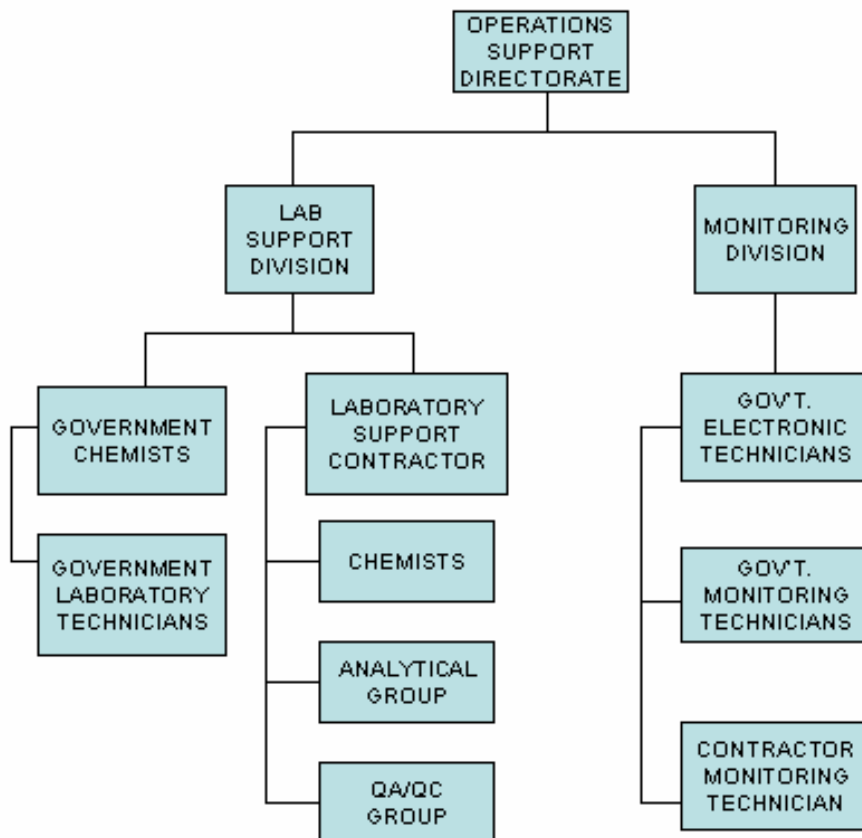 OPERATIONS
SUPPORT
DIRECTORATE
LAB
SUPPORT
DIVISION
MONITORING
DIVISION
GOVERNMENT
CHEMISTS
LABORATORY
SUPPORT
CONTRACTOR
GOV'T.
ELECTRONIC
TECHNICIANS
GOVERNMENT
LABORATORY
TECHNICIANS
CHEMISTS
GOV'T.
MONITORING
TECHNICIANS
ANALYTICAL
GROUP
QA/QC
GROUP
CONTRACTOR
MONITORING
TECHNICIAN